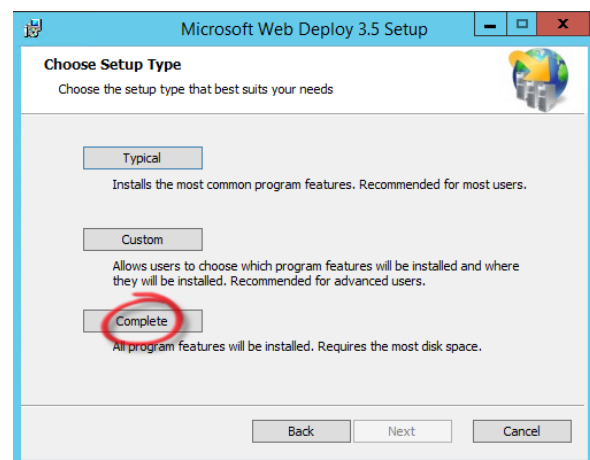 Microsoft Web Deploy 3.5 Setup
Choose Setup Type
Choose the setup type that best suits your needs
Typical
Installs the most common program features. Recommended for most users.
Custom
Allows users to choose which program features will be installed and where
they will be installed. Recommended for advanced users.
Complete
All program features will be installed. Requires the most disk space.
Back Next Cancel